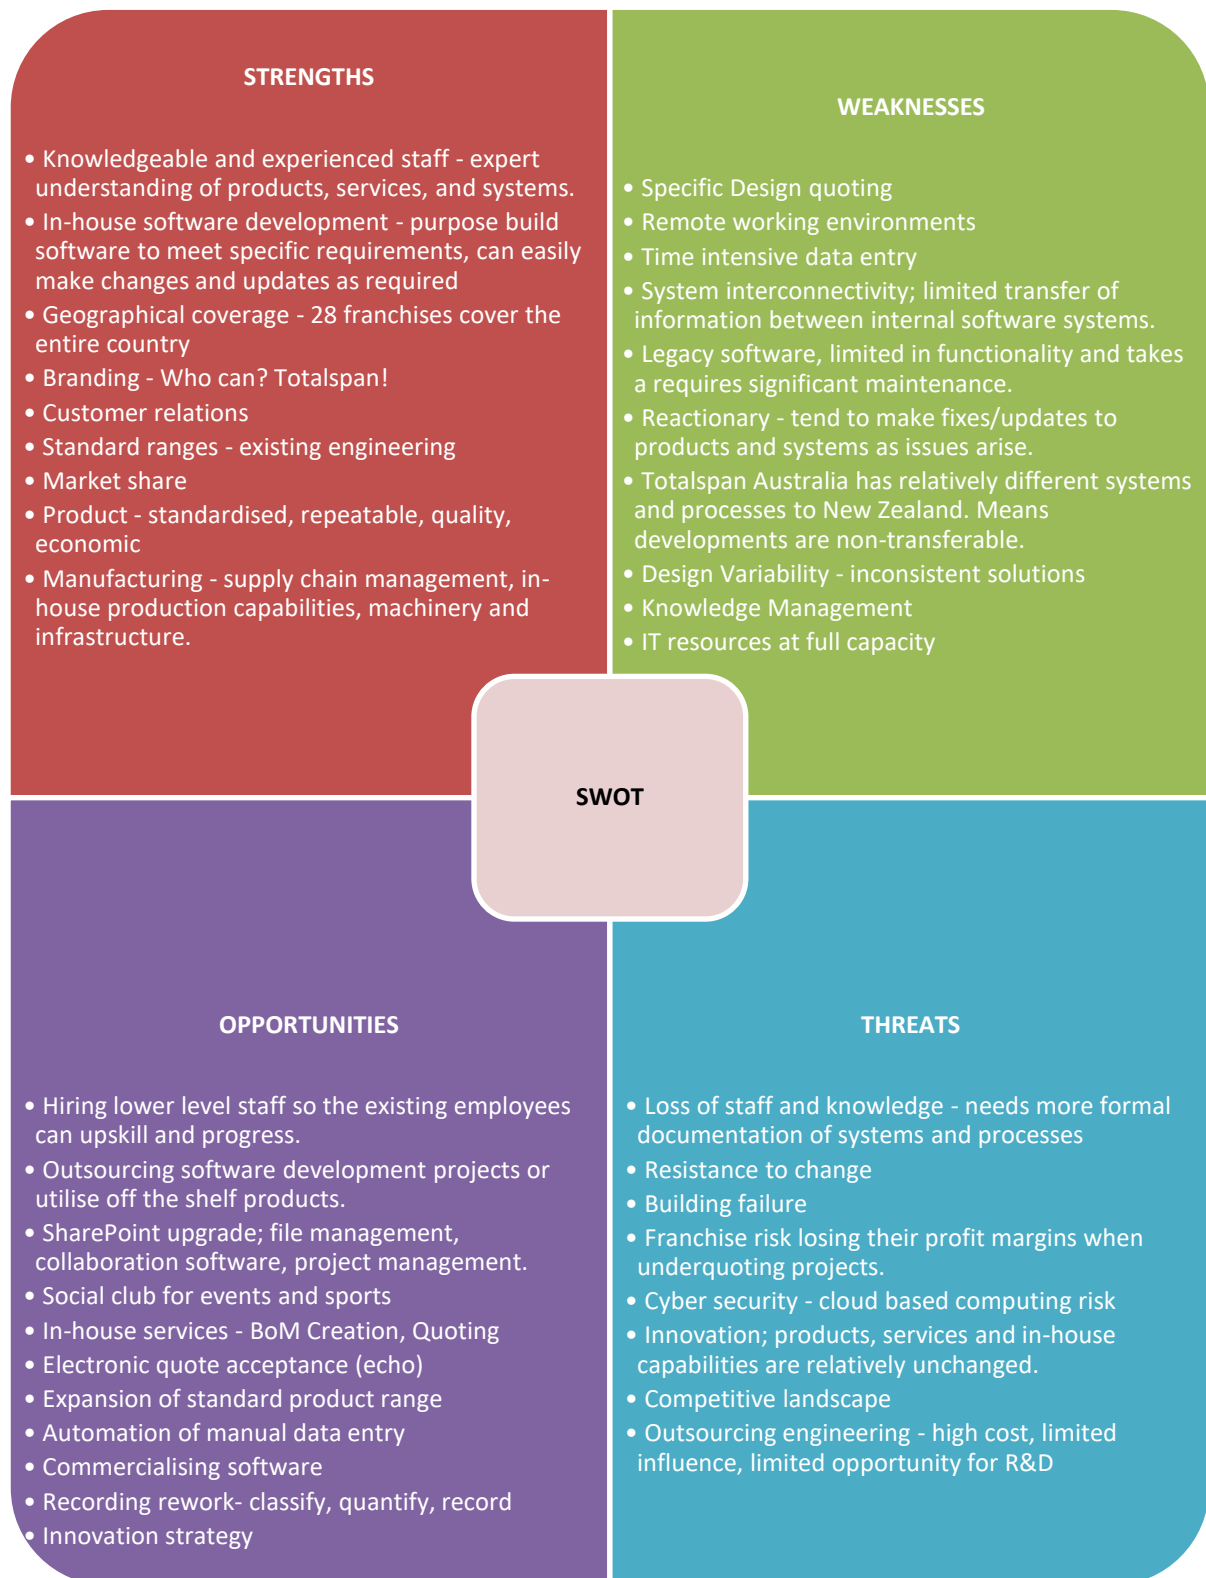 STRENGTHS
• Knowledgeable and experienced staff - expert
understanding of products, services, and systems.
• In-house software development - purpose build
software to meet specific requirements, can easily
make changes and updates as required
• Geographical coverage - 28 franchises cover the
entire country
• Branding - Who can? Totalspan!
• Customer relations
• Standard ranges - existing engineering
• Market share
• Product - standardised, repeatable, quality,
economic
• Manufacturing - supply chain management, in-
house production capabilities, machinery and
infrastructure.
WEAKNESSES
• Specific Design quoting
• Remote working environments
• Time intensive data entry
• System interconnectivity; limited transfer of
information between internal software systems.
• Legacy software, limited in functionality and takes
a requires significant maintenance.
• Reactionary - tend to make fixes/updates to
products and systems as issues arise.
• Totalspan Australia has relatively different systems
and processes to New Zealand. Means
developments are non-transferable.
• Design Variability - inconsistent solutions
• Knowledge Management
• IT resources at full capacity
SWOT
OPPORTUNITIES
• Hiring lower level staff so the existing employees
can upskill and progress.
• Outsourcing software development projects or
utilise off the shelf products.
• SharePoint upgrade; file management,
collaboration software, project management.
• Social club for events and sports
• In-house services - BoM Creation, Quoting
• Electronic quote acceptance (echo)
• Expansion of standard product range
• Automation of manual data entry
• Commercialising software
• Recording rework- classify, quantify, record
• Innovation strategy
THREATS
• Loss of staff and knowledge - needs more formal
documentation of systems and processes
• Resistance to change
• Building failure
• Franchise risk losing their profit margins when
underquoting projects.
• Cyber security - cloud based computing risk
• Innovation; products, services and in-house
capabilities are relatively unchanged.
• Competitive landscape
• Outsourcing engineering - high cost, limited
influence, limited opportunity for R&D